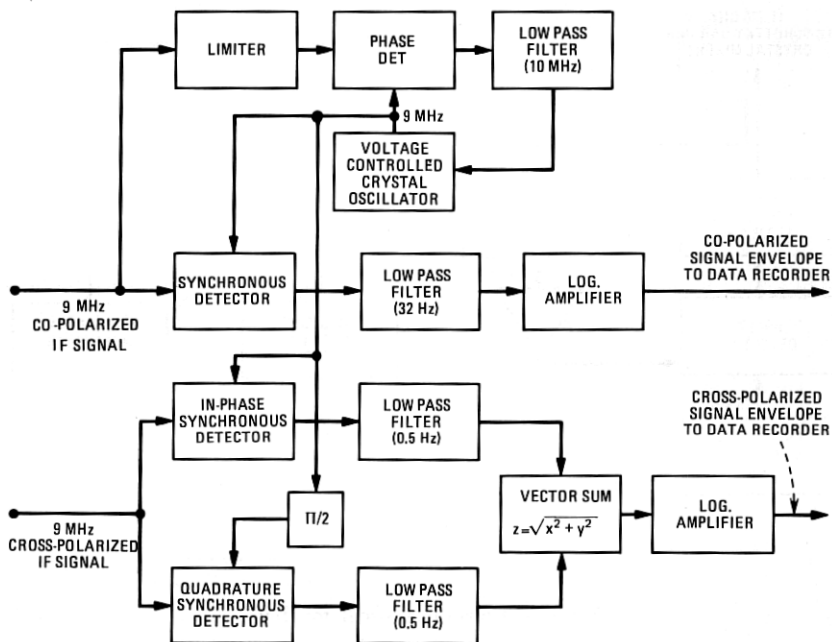 LIMITER
PHASE
DET
LOW PASS
FILTER
(10 MHz)
9 MHz
VOLTAGE
CONTROLLED
CRYSTAL
OSCILLATOR
SYNCHRONOUS
DETECTOR
LOW PASS
FILTER
(32 Hz)
LOG.
AMPLIFIER
CO-POLARIZED
SIGNAL ENVELOPE
TO DATA RECORDER
9 MHz
CO-POLARIZED
IF SIGNAL
IN-PHASE
SYNCHRONOUS
DETECTOR
LOW PASS
FILTER
(0.5 Hz)
CROSS-POLARIZED
SIGNAL ENVELOPE
TO DATA RECORDER
Π/2
VECTOR SUM
z=√x² + y²
LOG.
AMPLIFIER
9 MHz
CROSS-POLARIZED
IF SIGNAL
QUADRATURE
SYNCHRONOUS
DETECTOR
LOW PASS
FILTER
(0.5 Hz)